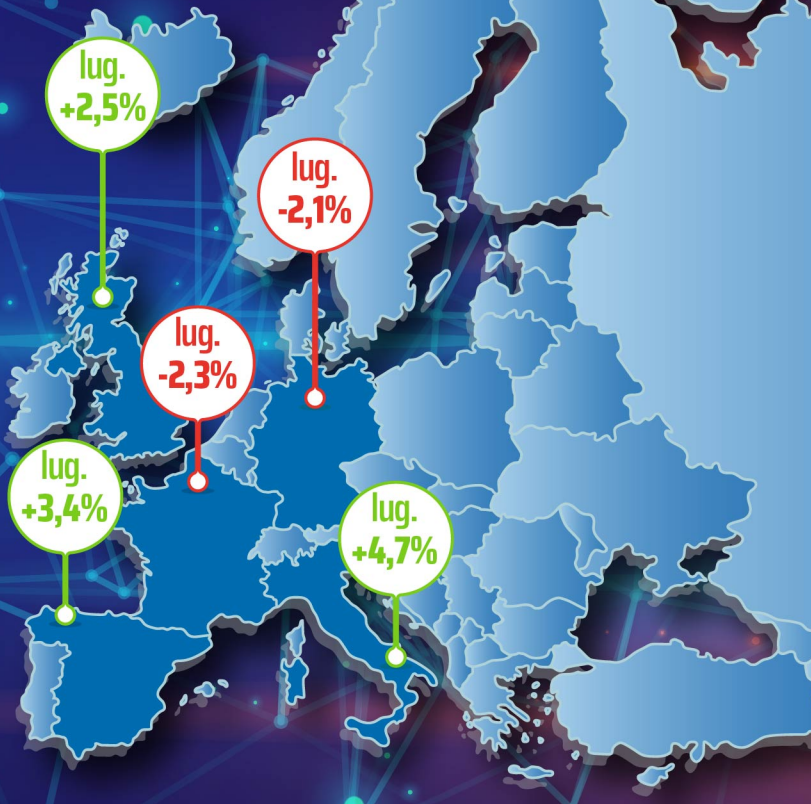 lug.
+2,5%
lug.
-2,1%
lug.
-2,3%
lug.
+3,4%
lug.
+4,7%